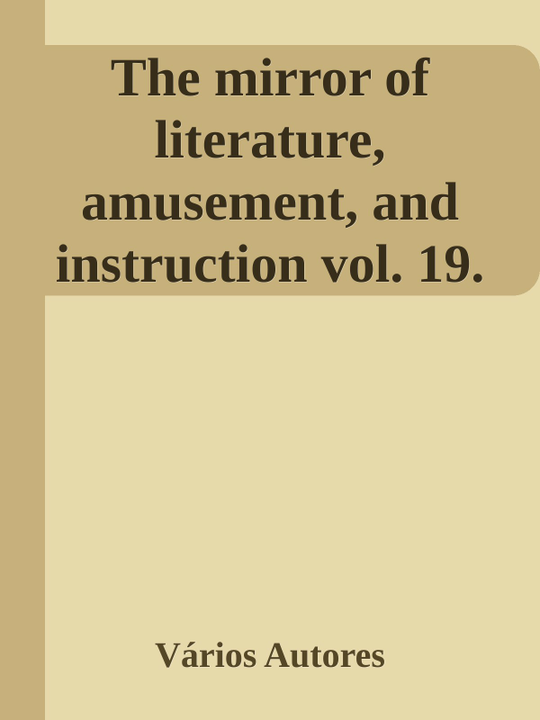 The mirror of
literature,
amusement, and
instruction vol. 19.
Vários Autores